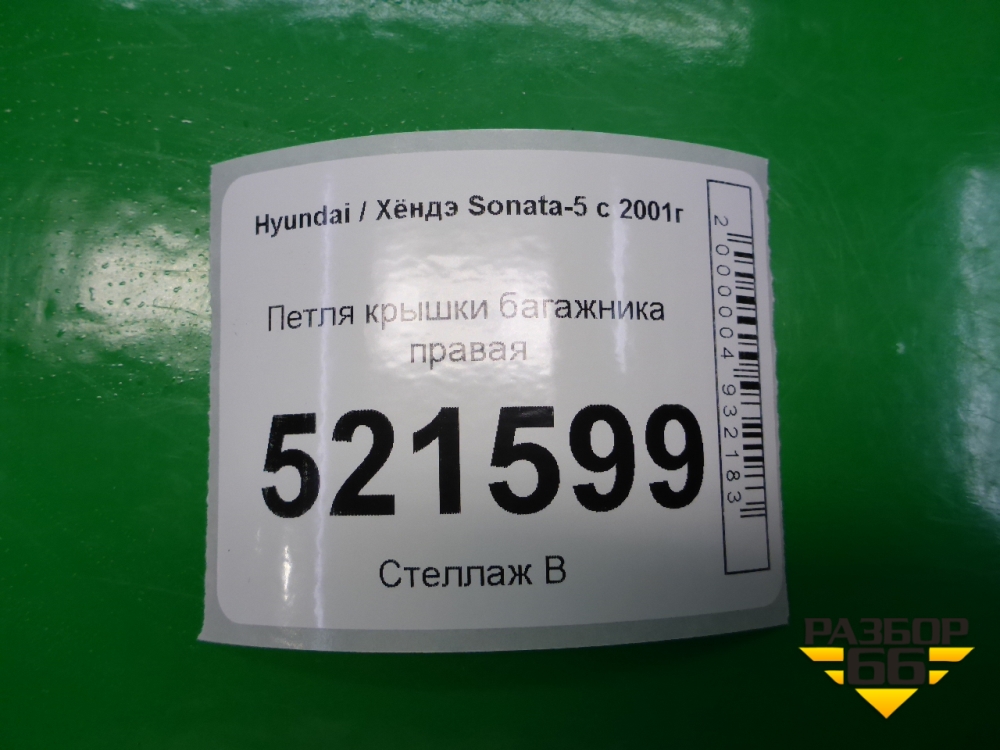 Hyundai / Хёндэ Sonata-5 с 2001г
Петля крышки багажника
правая
521599
Стеллаж В
2000004932183
РАЗБОР
66